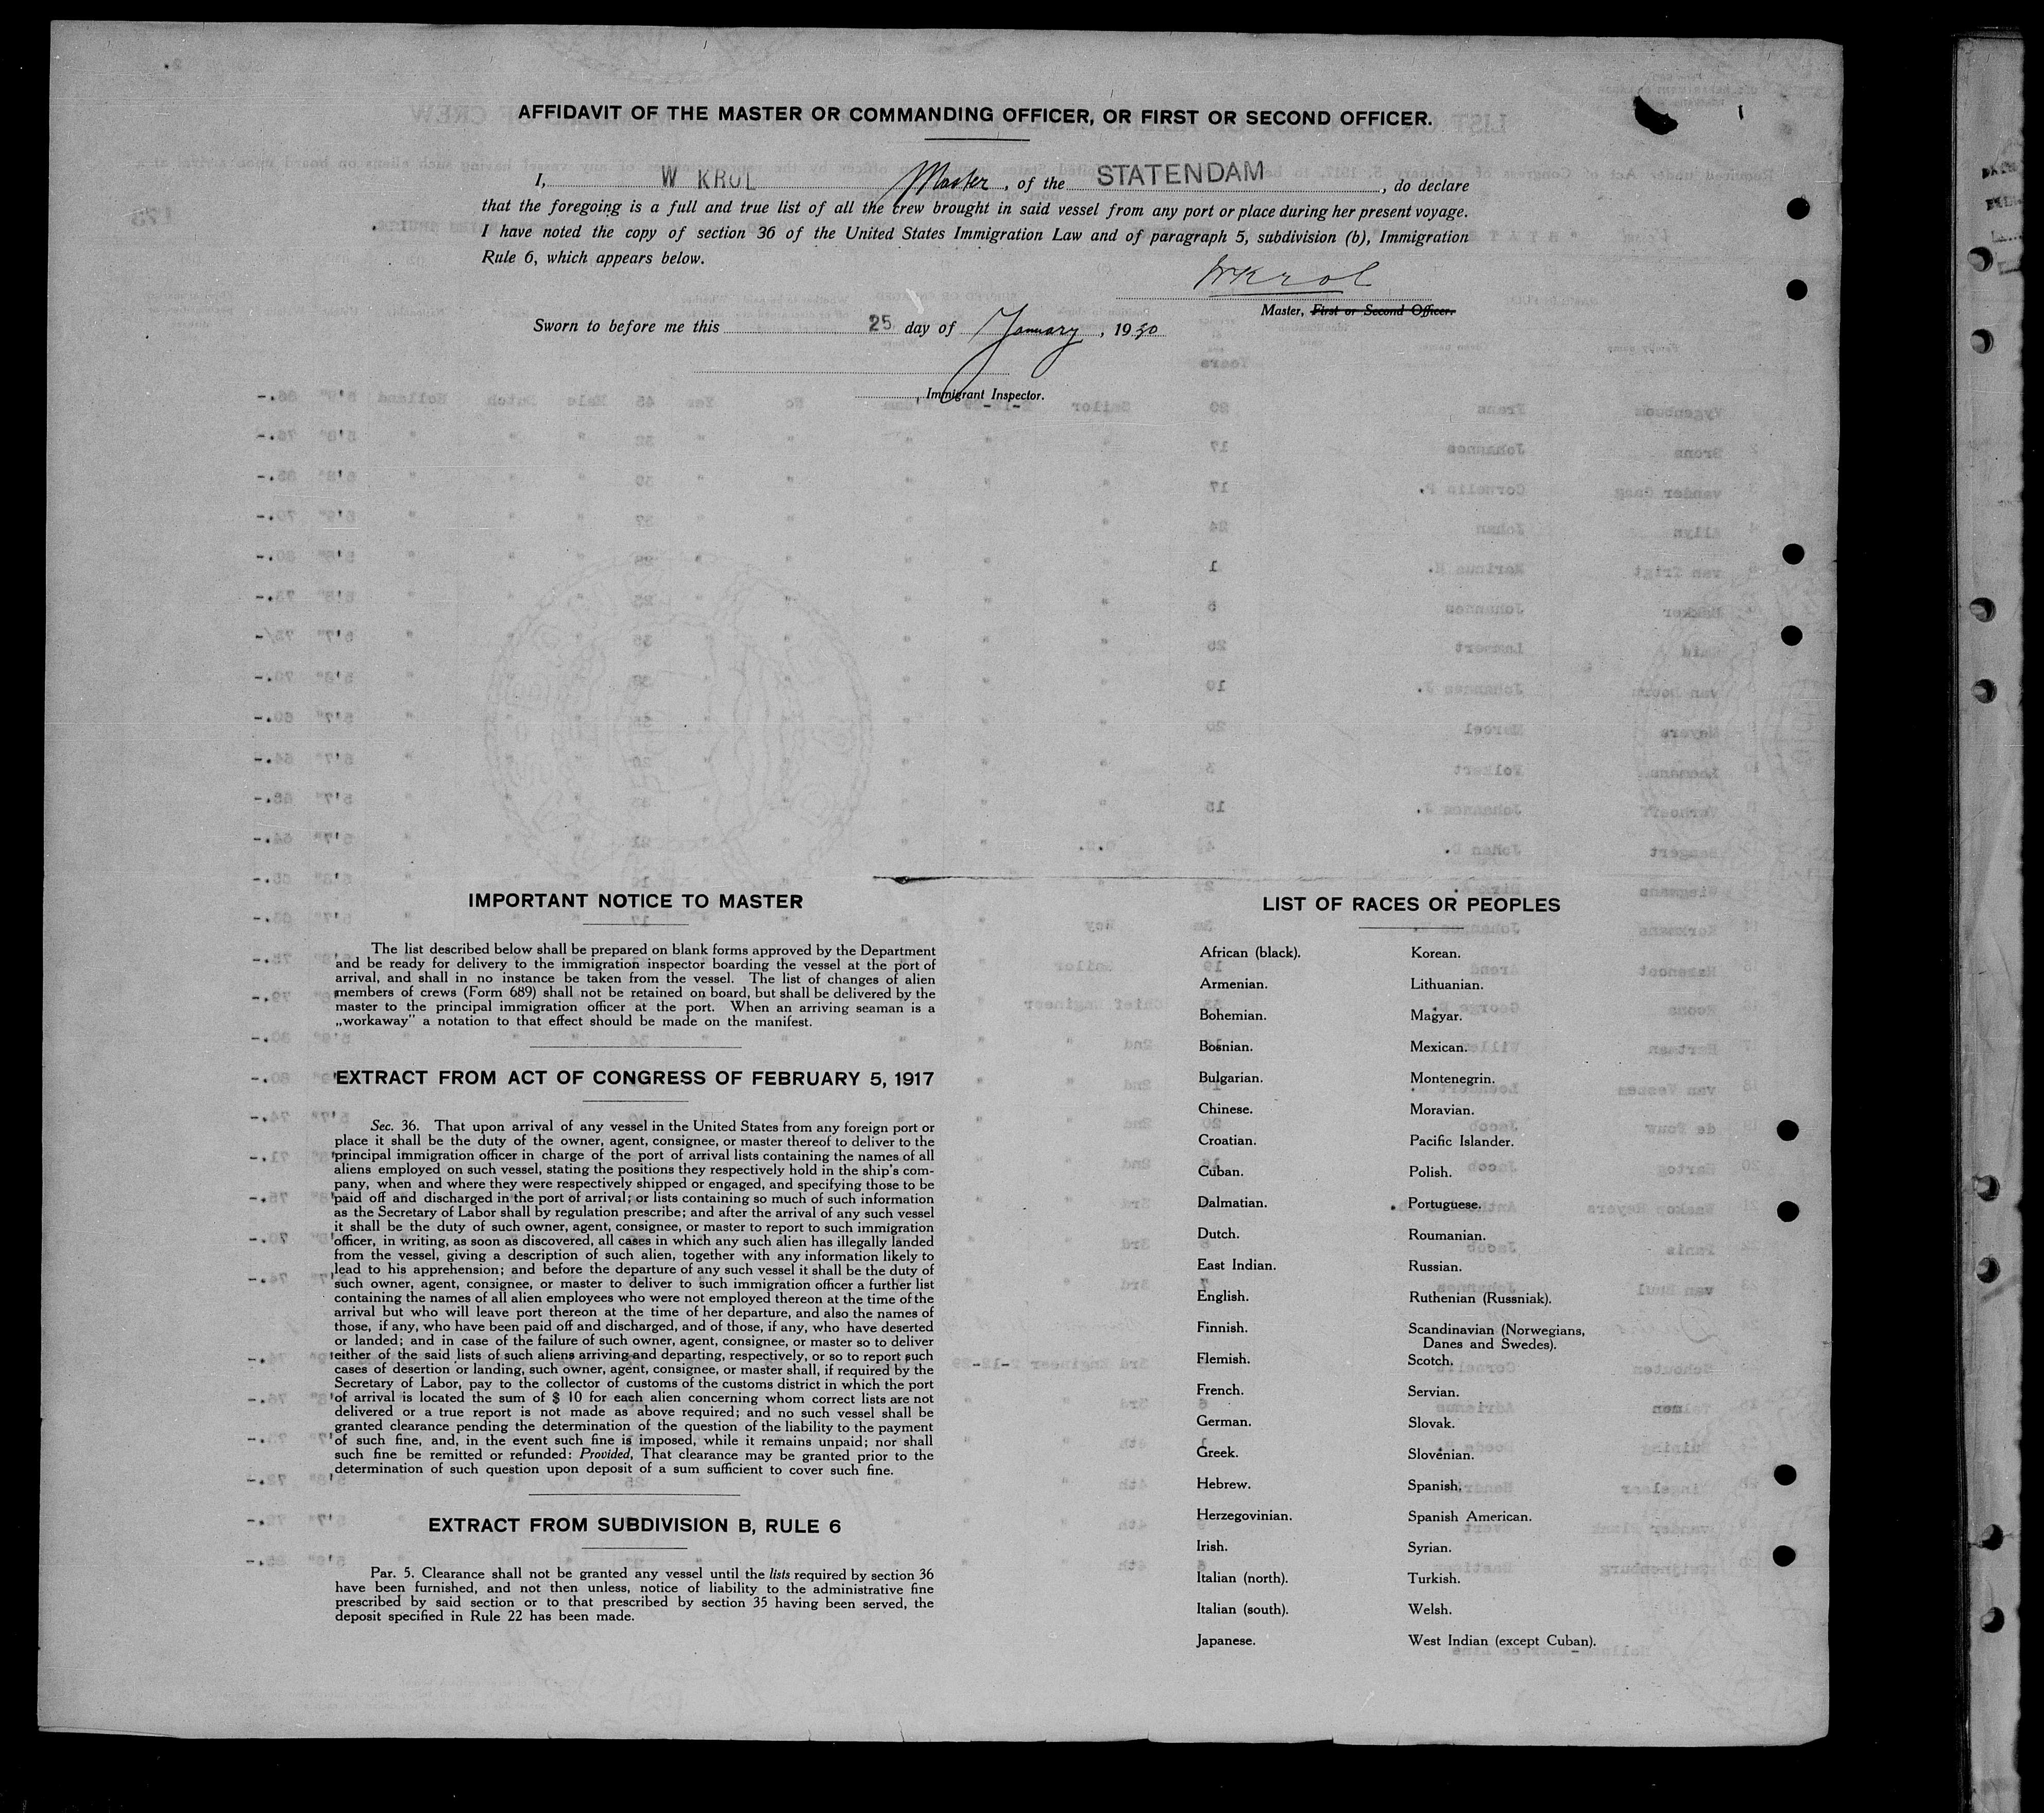 AFFIDAVIT OF THE MASTER OR COMMANDING OFFICER, OR FIRST OR SECOND OFFICER.
I, W KROL Master, of the STATENDAM, do declare
that the foregoing is a full and true list of all the crew brought in said vessel from any port or place during her present voyage.
I have noted the copy of section 36 of the United States Immigration Law and of paragraph 5, subdivision (b), Immigration
Rule 6, which appears below.
WKrol
Master, First or Second Officer.
Sworn to before me this 25 day of January, 1930
Immigrant Inspector.
IMPORTANT NOTICE TO MASTER
The list described below shall be prepared on blank forms approved by the Department
and be ready for delivery to the immigration inspector boarding the vessel at the port of
arrival, and shall in no instance be taken from the vessel. The list of changes of alien
members of crews (Form 689) shall not be retained on board, but shall be delivered by the
master to the principal immigration officer at the port. When an arriving seaman is a
„workaway” a notation to that effect should be made on the manifest.
EXTRACT FROM ACT OF CONGRESS OF FEBRUARY 5, 1917
Sec. 36. That upon arrival of any vessel in the United States from any foreign port or
place it shall be the duty of the owner, agent, consignee, or master thereof to deliver to the
principal immigration officer in charge of the port of arrival lists containing the names of all
aliens employed on such vessel, stating the positions they respectively hold in the ship's com-
pany, when and where they were respectively shipped or engaged, and specifying those to be
paid off and discharged in the port of arrival; or lists containing so much of such information
as the Secretary of Labor shall by regulation prescribe; and after the arrival of any such vessel
it shall be the duty of such owner, agent, consignee, or master to report to such immigration
officer, in writing, as soon as discovered, all cases in which any such alien has illegally landed
from the vessel, giving a description of such alien, together with any information likely to
lead to his apprehension; and before the departure of any such vessel it shall be the duty of
such owner, agent, consignee, or master to deliver to such immigration officer a further list
containing the names of all alien employees who were not employed thereon at the time of the
arrival but who will leave port thereon at the time of her departure, and also the names of
those, if any, who have been paid off and discharged, and of those, if any, who have deserted
or landed; and in case of the failure of such owner, agent, consignee, or master so to deliver
either of the said lists of such aliens arriving and departing, respectively, or so to report such
cases of desertion or landing, such owner, agent, consignee, or master shall, if required by the
Secretary of Labor, pay to the collector of customs of the customs district in which the port
of arrival is located the sum of $ 10 for each alien concerning whom correct lists are not
delivered or a true report is not made as above required; and no such vessel shall be
granted clearance pending the determination of the question of the liability to the payment
of such fine, and, in the event such fine is imposed, while it remains unpaid; nor shall
such fine be remitted or refunded: Provided, That clearance may be granted prior to the
determination of such question upon deposit of a sum sufficient to cover such fine.
EXTRACT FROM SUBDIVISION B, RULE 6
Par. 5. Clearance shall not be granted any vessel until the lists required by section 36
have been furnished, and not then unless, notice of liability to the administrative fine
prescribed by said section or to that prescribed by section 35 having been served, the
deposit specified in Rule 22 has been made.
LIST OF RACES OR PEOPLES
African (black).
Armenian.
Bohemian.
Bosnian.
Bulgarian.
Chinese.
Croatian.
Cuban.
Dalmatian.
Dutch.
East Indian.
English.
Finnish.
Flemish.
French.
German.
Greek.
Hebrew.
Herzegovinian.
Irish.
Italian (north).
Italian (south).
Japanese.
Korean.
Lithuanian.
Magyar.
Mexican.
Montenegrin.
Moravian.
Pacific Islander.
Polish.
Portuguese.
Roumanian.
Russian.
Ruthenian (Russniak).
Scandinavian (Norwegians,
Danes and Swedes).
Scotch.
Servian.
Slovak.
Slovenian.
Spanish.
Spanish American.
Syrian.
Turkish.
Welsh.
West Indian (except Cuban).